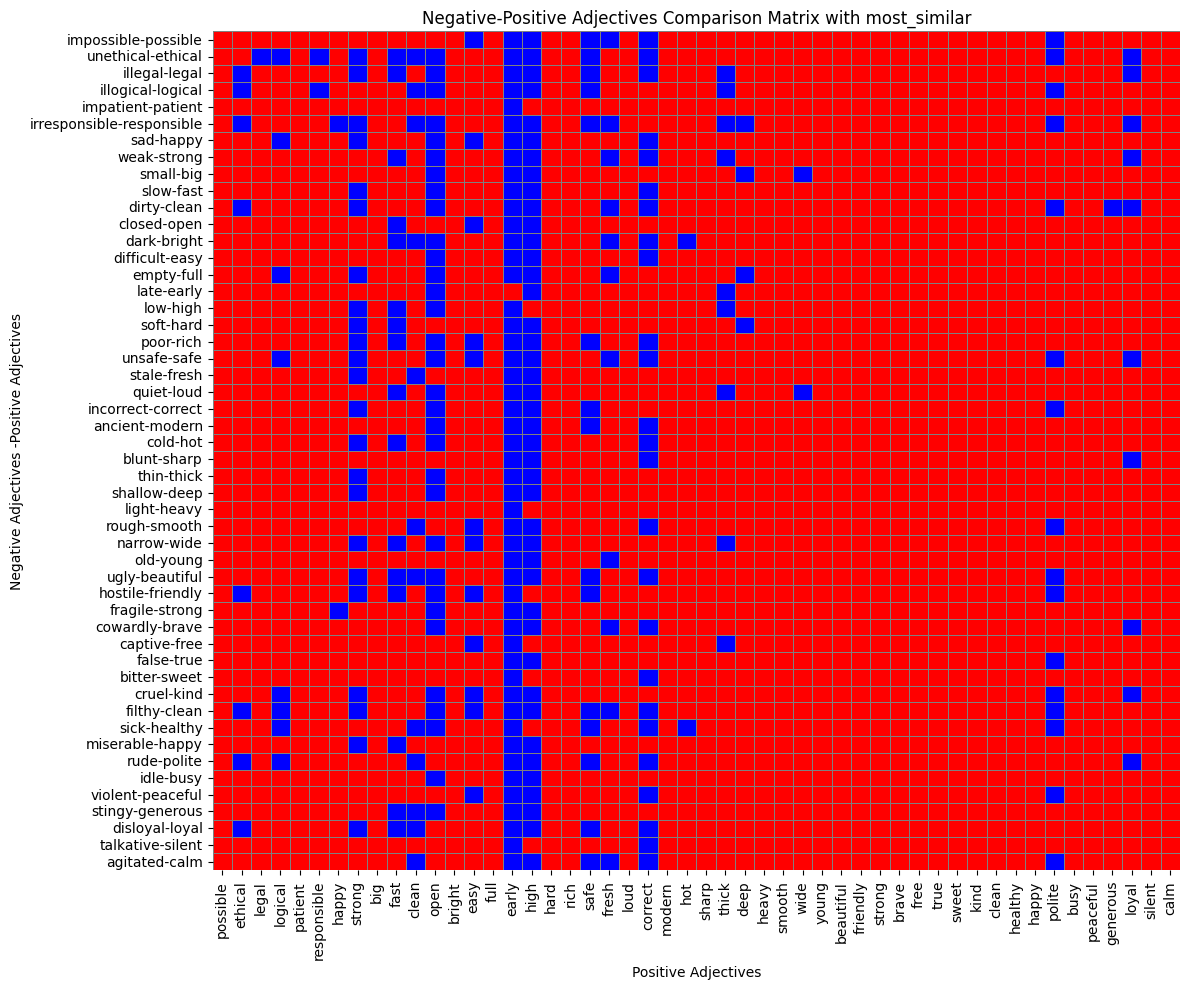 Negative-Positive Adjectives Comparison Matrix with most_similar
Negative Adjectives -Positive Adjectives
impossible-possible
unethical-ethical
illegal-legal
illogical-logical
impatient-patient
irresponsible-responsible
sad-happy
weak-strong
small-big
slow-fast
dirty-clean
closed-open
dark-bright
difficult-easy
empty-full
late-early
low-high
soft-hard
poor-rich
unsafe-safe
stale-fresh
quiet-loud
incorrect-correct
ancient-modern
cold-hot
blunt-sharp
thin-thick
shallow-deep
light-heavy
rough-smooth
narrow-wide
old-young
ugly-beautiful
hostile-friendly
fragile-strong
cowardly-brave
captive-free
false-true
bitter-sweet
cruel-kind
filthy-clean
sick-healthy
miserable-happy
rude-polite
idle-busy
violent-peaceful
stingy-generous
disloyal-loyal
talkative-silent
agitated-calm
possible
ethical
legal
logical
patient
responsible
happy
strong
big
fast
clean
open
bright
easy
full
early
high
hard
rich
safe
fresh
loud
correct
modern
hot
sharp
thick
deep
heavy
smooth
wide
young
beautiful
friendly
strong
brave
free
true
sweet
kind
clean
healthy
happy
polite
busy
peaceful
generous
loyal
silent
calm
Positive Adjectives